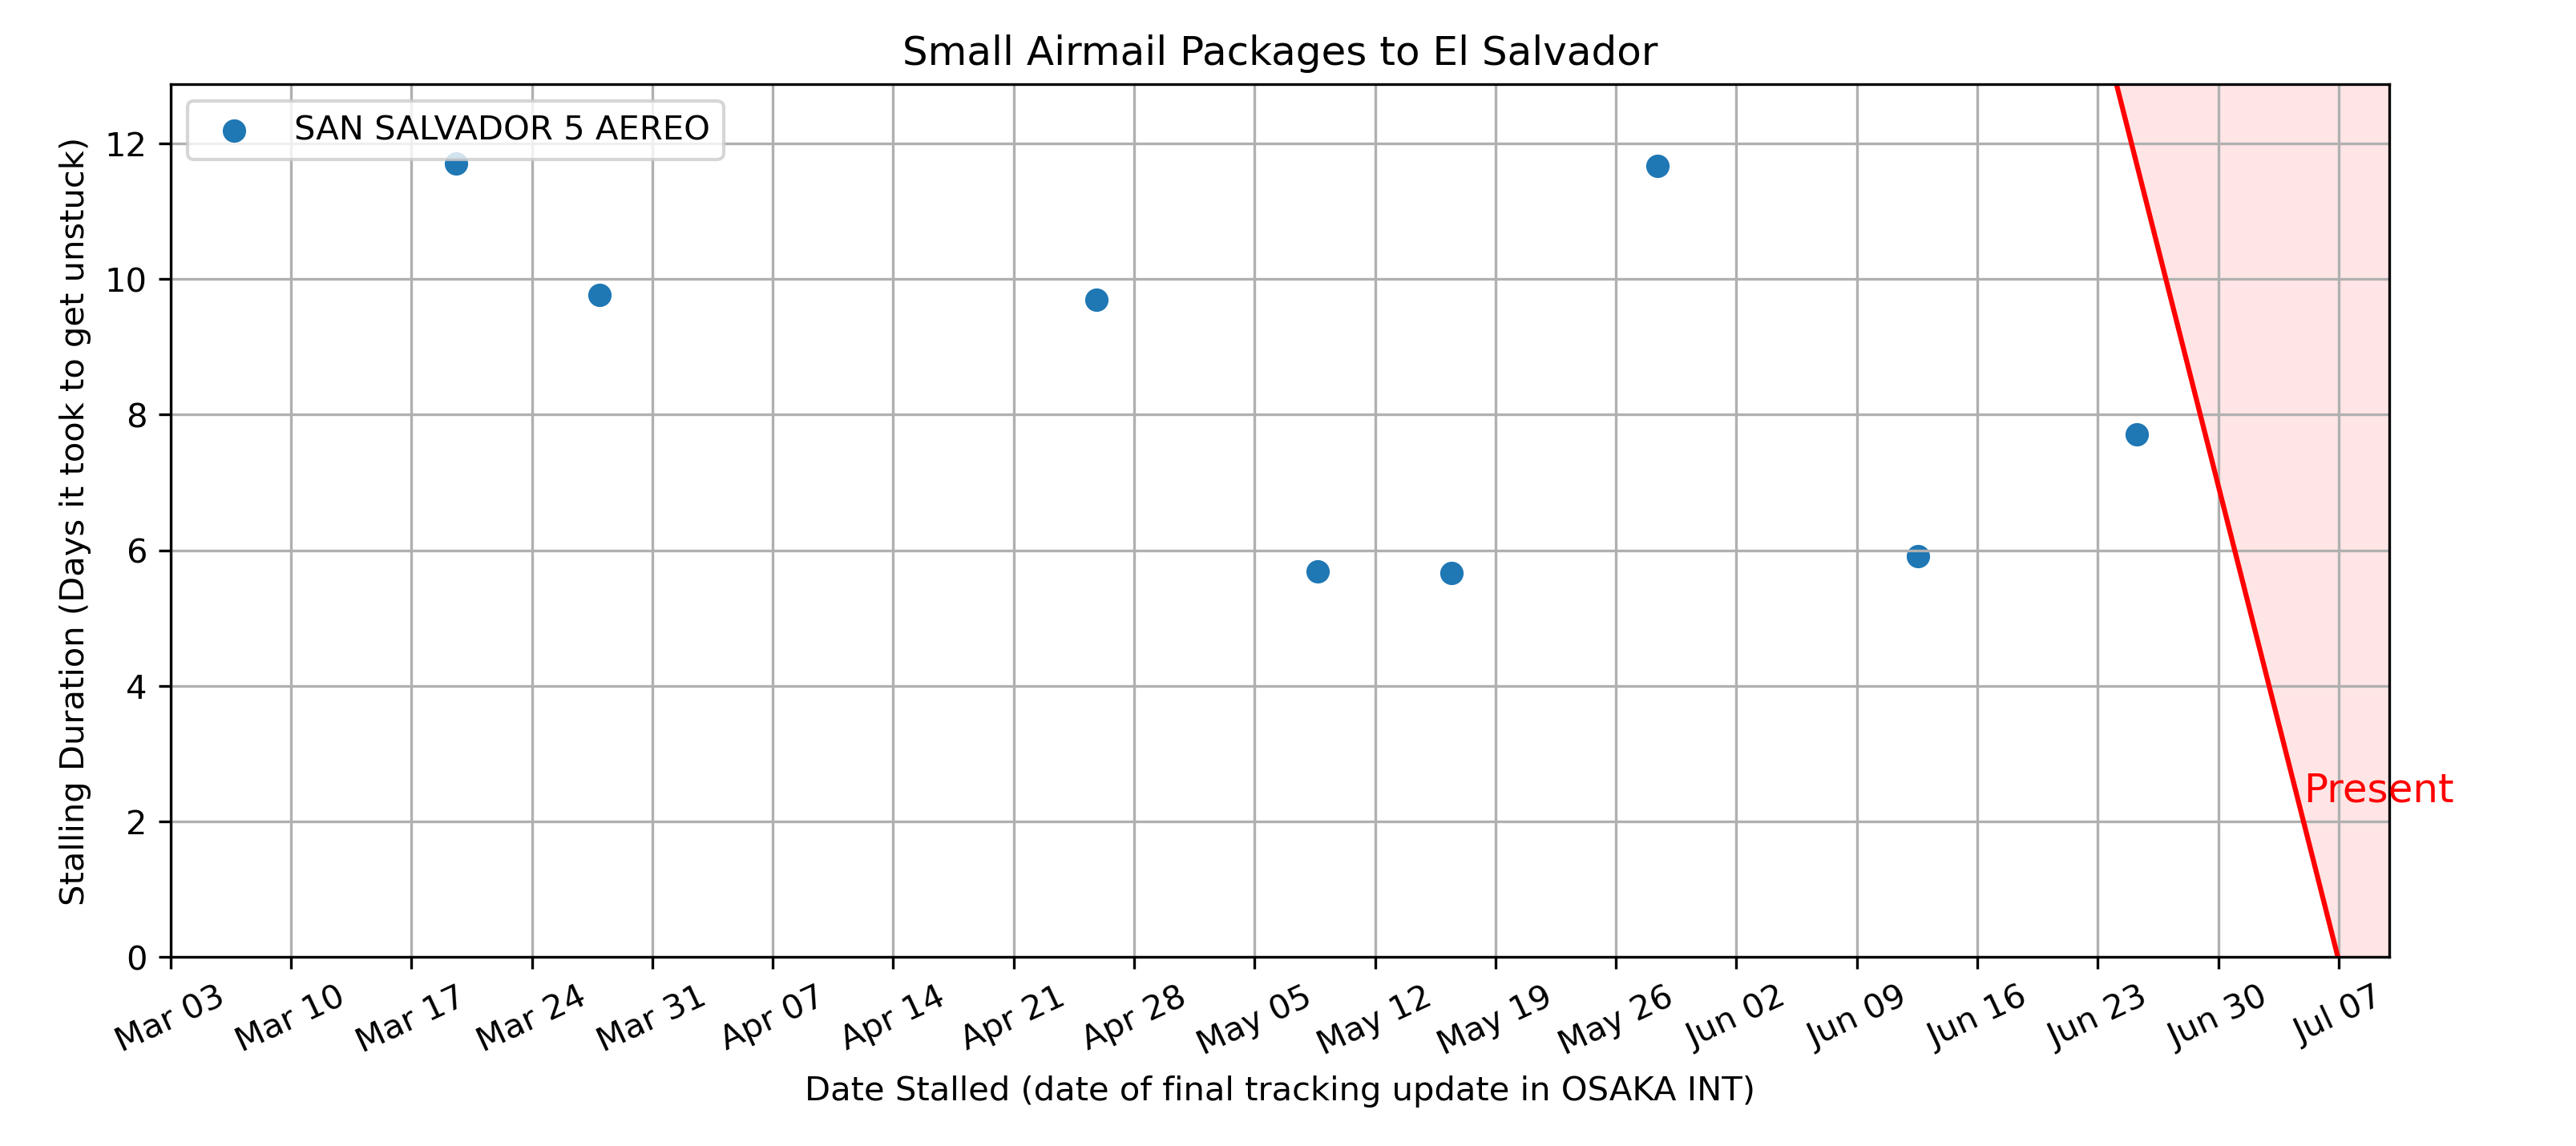 Small Airmail Packages to El Salvador
SAN SALVADOR 5 AEREO
Stalling Duration (Days it took to get unstuck)
12
10
8
6
4
2
0
Present
Mar 03
Mar 10
Mar 17
Mar 24
Mar 31
Apr 07
Apr 14
Apr 21
Apr 28
May 05
May 12
May 19
May 26
Jun 02
Jun 09
Jun 16
Jun 23
Jun 30
Jul 07
Date Stalled (date of final tracking update in OSAKA INT)